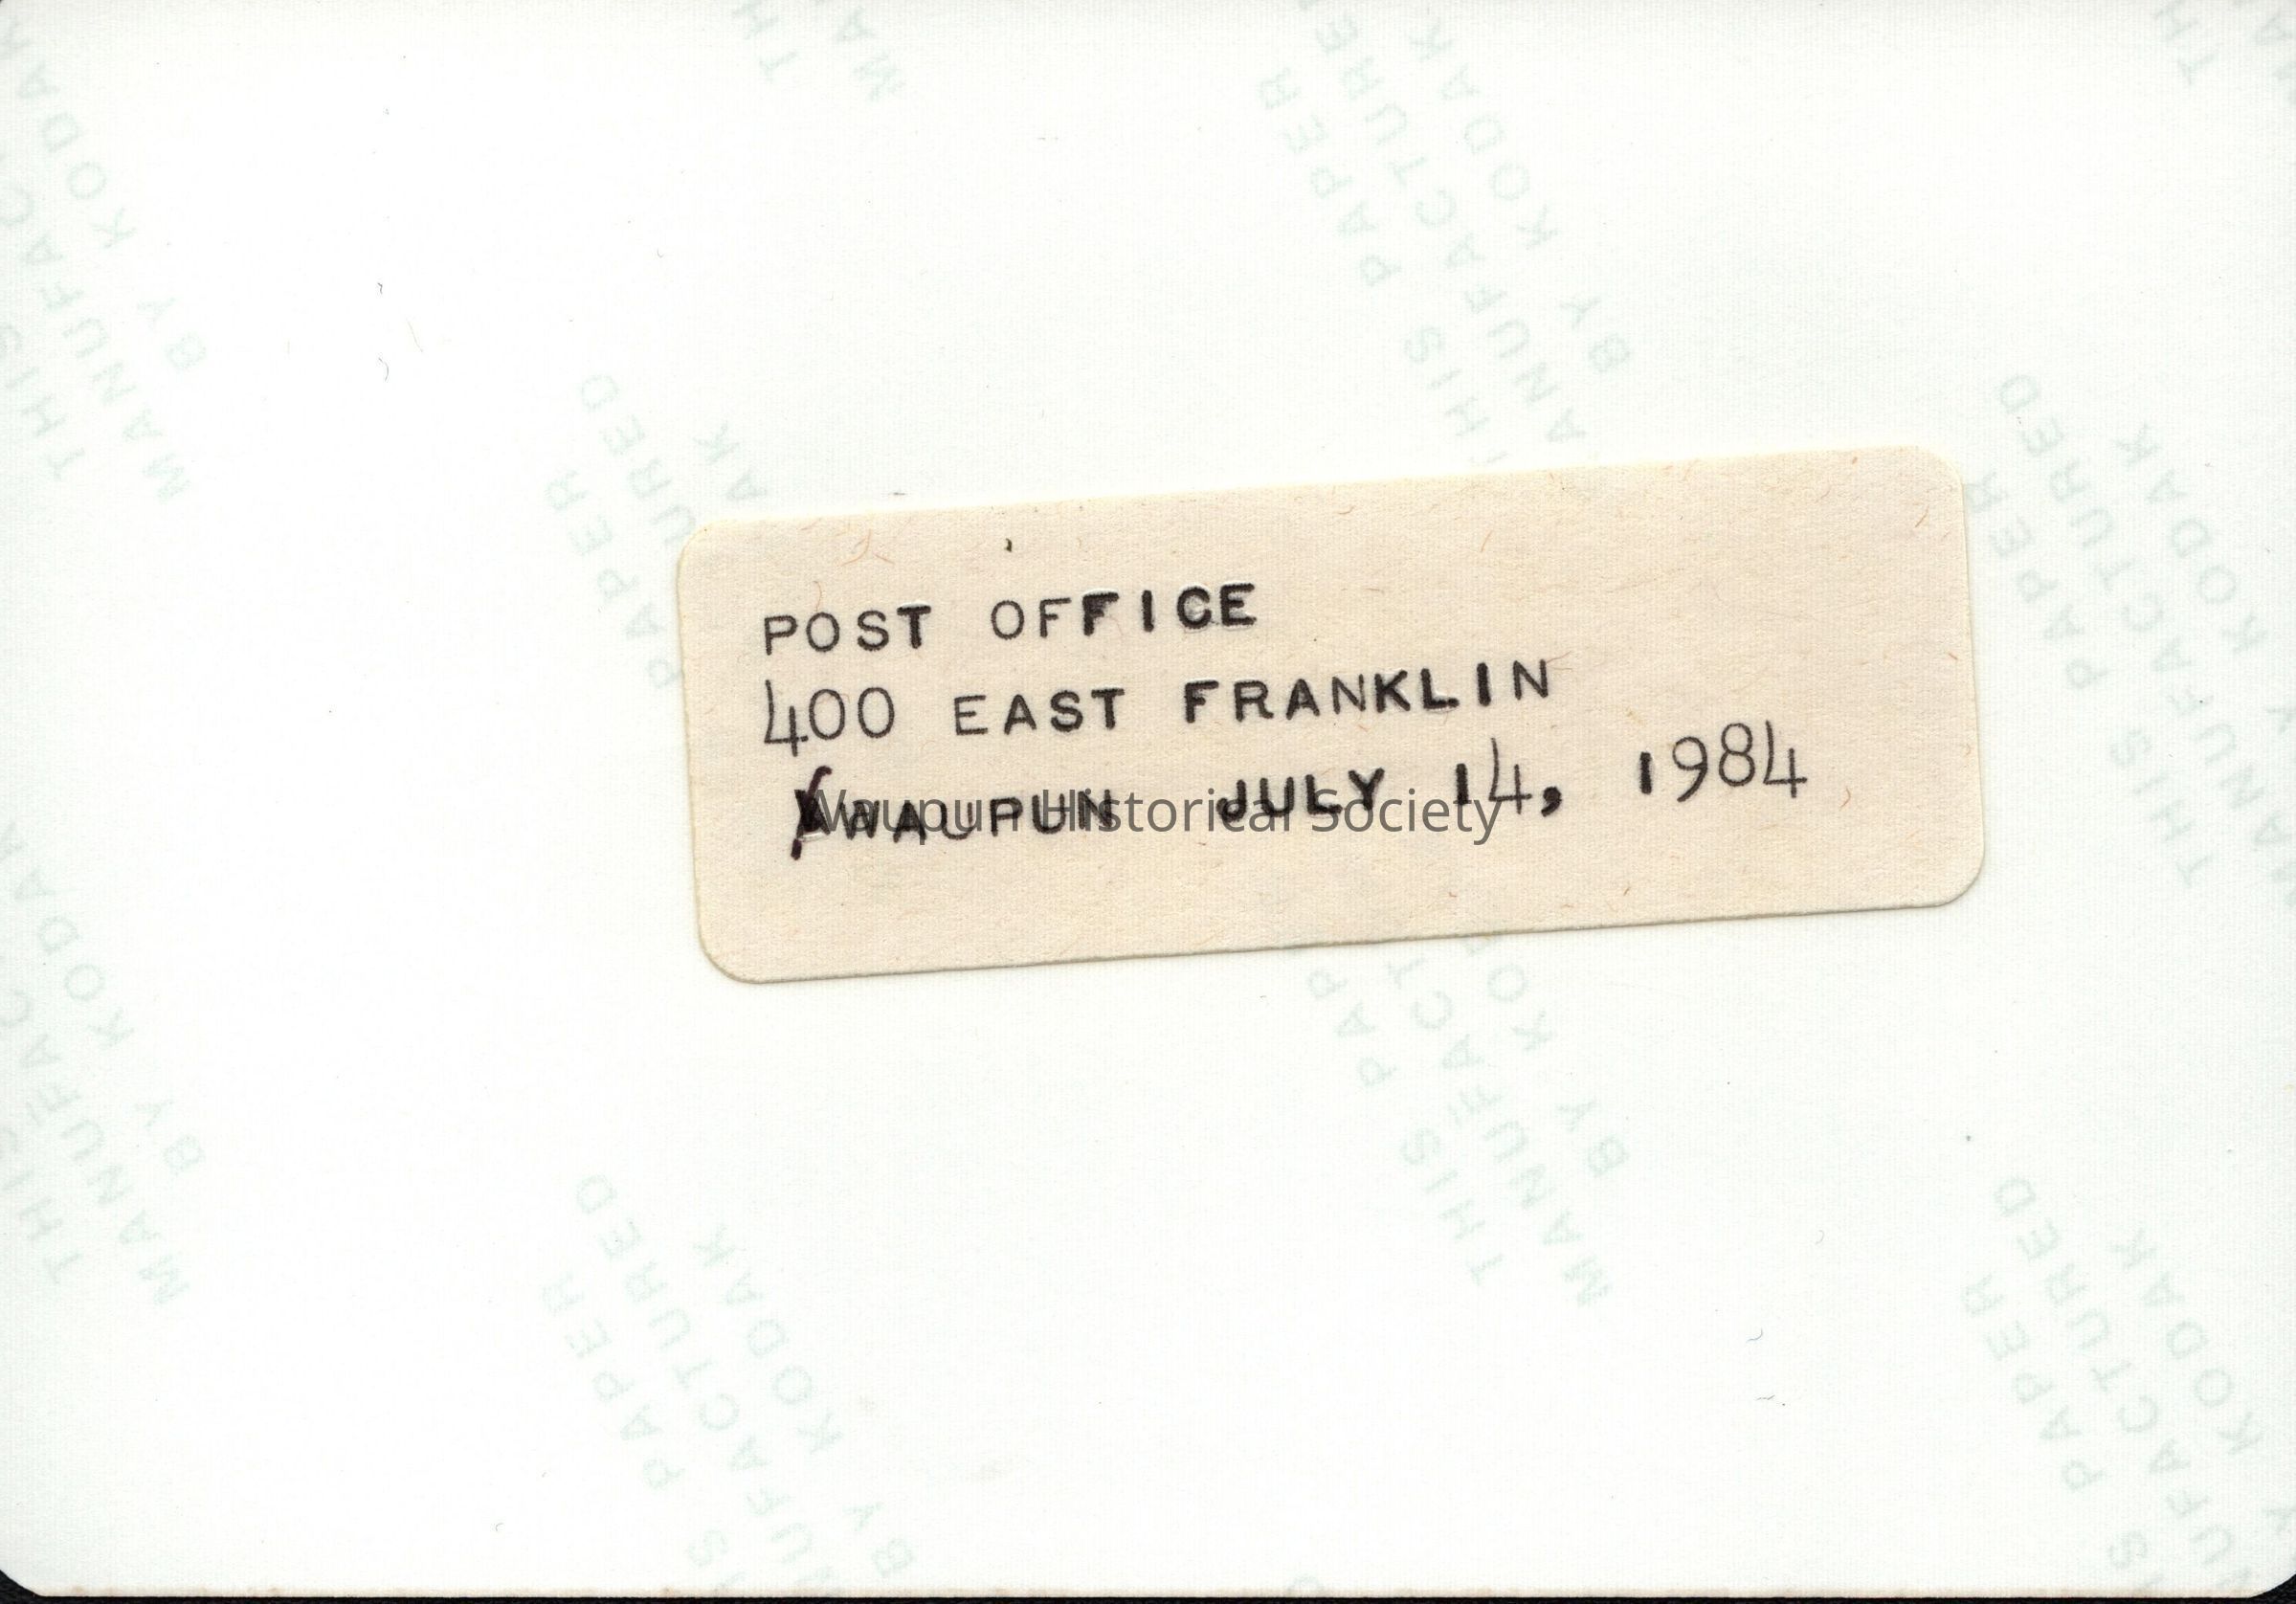 POST OFFICE
400 EAST FRANKLIN
WAUPUN JULY 14, 1984
Waupun Historical Society
THIS PAPER
MANUFACTURED
BY KODAK